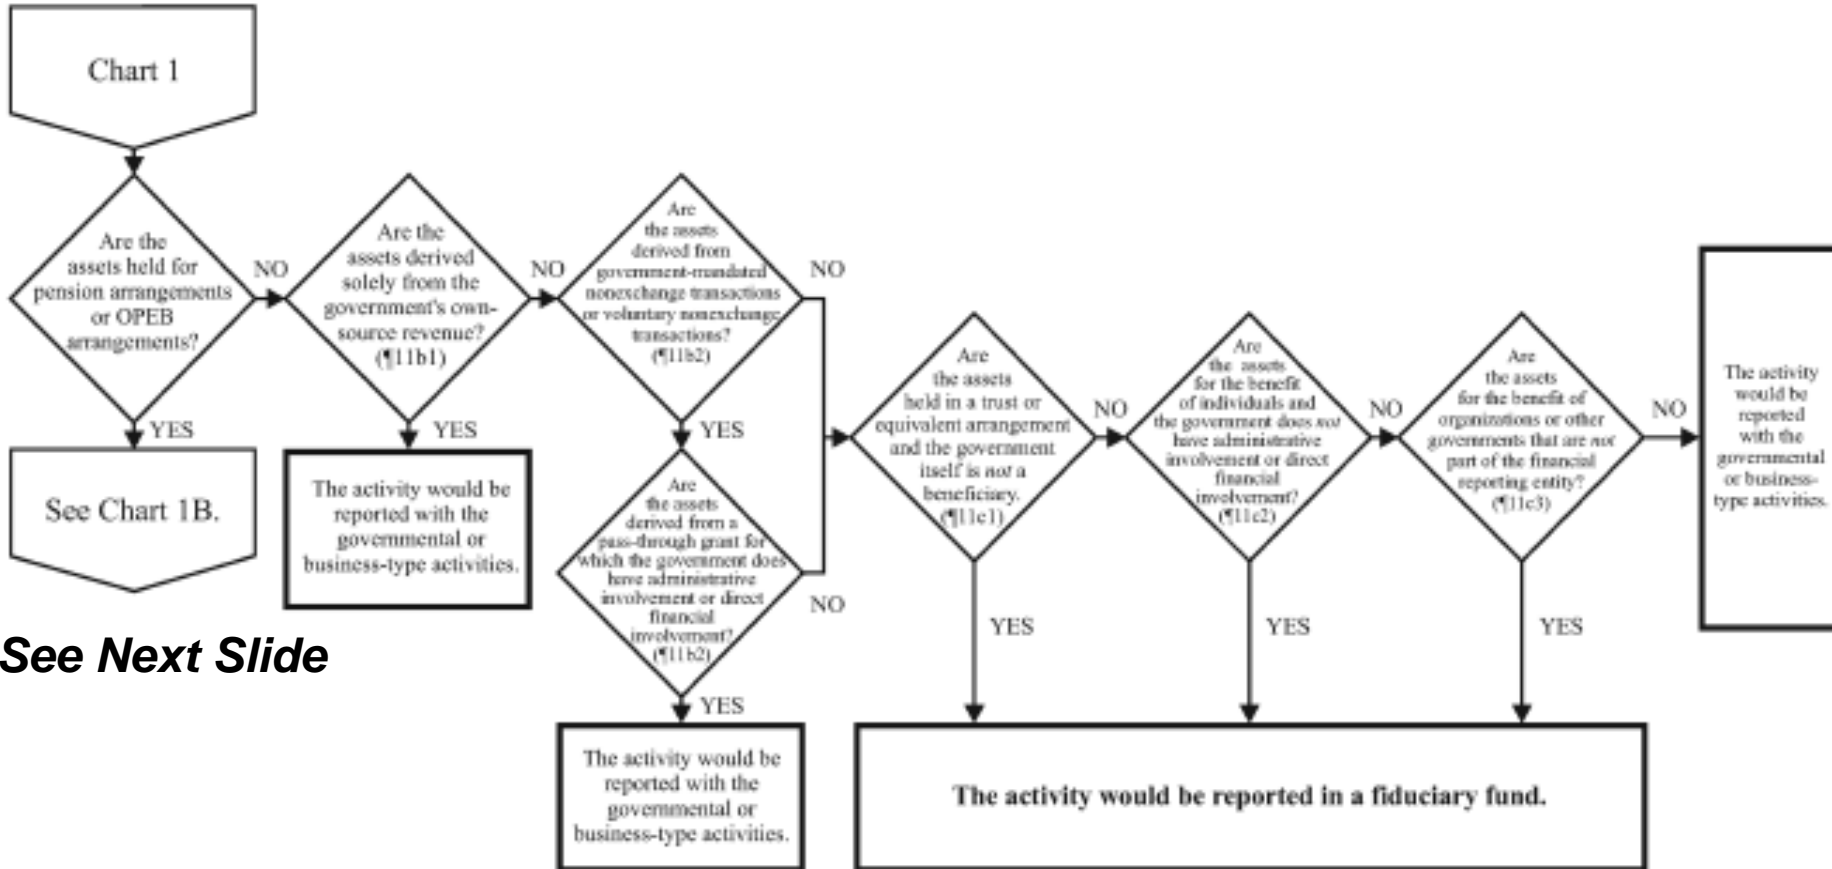 Chart 1
Are the
assets held for
pension arrangements
or OPEB
arrangements?
NO
YES
See Chart 1B.
See Next Slide
Are the
assets derived
solely from the
government's own-
source revenue?
(¶11b1)
NO
YES
The activity would be
reported with the
governmental or
business-type activities.
Are
the assets
derived from
government-mandated
nonexchange transactions
or voluntary nonexchange
transactions?
(¶11b2)
NO
YES
Are
the assets
derived from a
pass-through grant for
which the government does
have administrative
involvement or direct
financial
involvement?
(¶11b2)
NO
YES
The activity would be
reported with the
governmental or
business-type activities.
Are
the assets
held in a trust or
equivalent arrangement
and the government
itself is not a
beneficiary.
(¶11c1)
NO
YES
Are
the assets
for the benefit
of individuals and
the government does not
have administrative
involvement or direct
financial
involvement?
(¶11c2)
NO
YES
Are
the assets
for the benefit of
organizations or other
governments that are not
part of the financial
reporting entity?
(¶11c3)
NO
YES
The activity would be reported in a fiduciary fund.
The activity
would be
reported
with the
governmental
or business-
type activities.